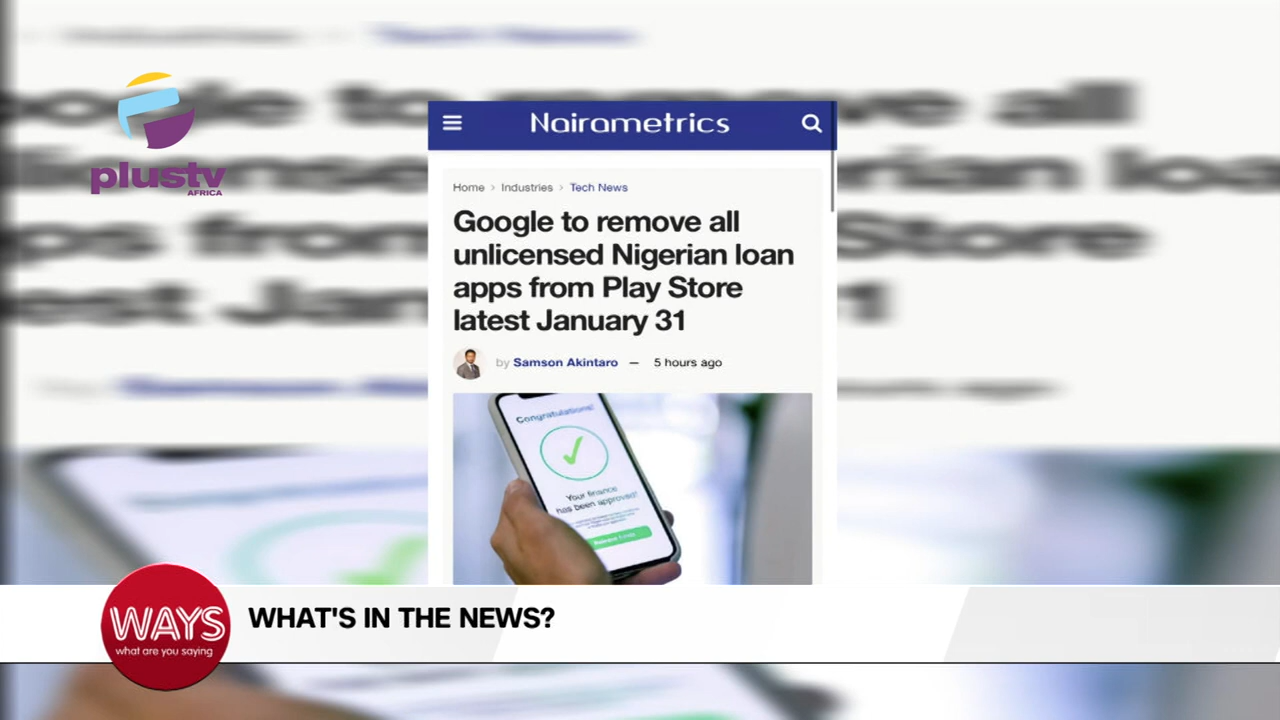 plustv
AFRICA
Nairametrics
Home > Industries > Tech News
Google to remove all
unlicensed Nigerian loan
apps from Play Store
latest January 31
by Samson Akintaro — 5 hours ago
Congratulations!
Your finance
has been approved!
WAYS
what are you saying
WHAT'S IN THE NEWS?